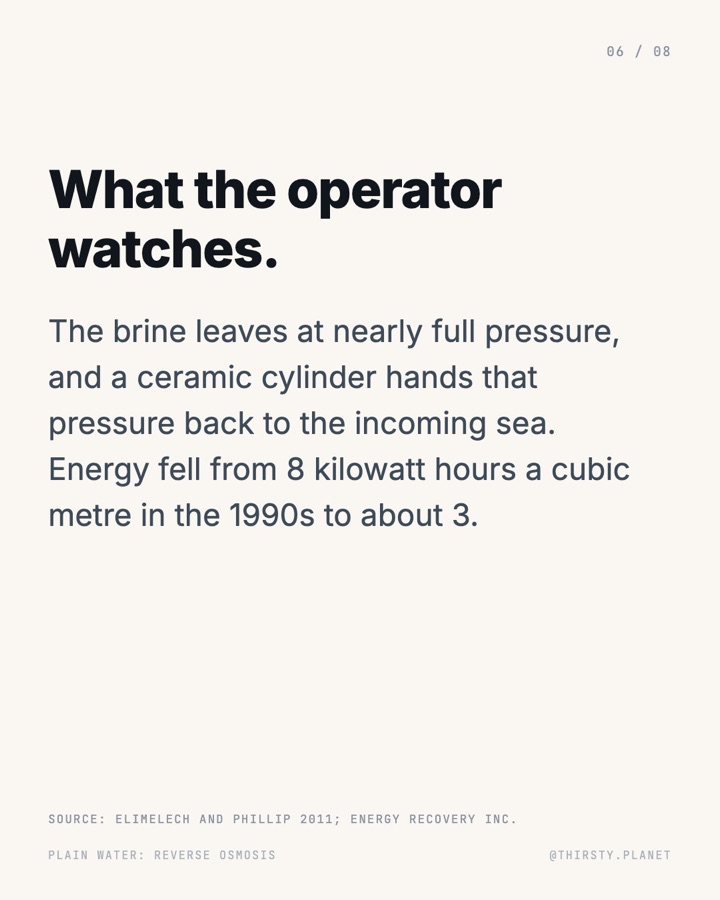 06 / 08
What the operator
watches.
The brine leaves at nearly full pressure,
and a ceramic cylinder hands that
pressure back to the incoming sea.
Energy fell from 8 kilowatt hours a cubic
metre in the 1990s to about 3.
SOURCE: ELIMELECH AND PHILLIP 2011; ENERGY RECOVERY INC.
PLAIN WATER: REVERSE OSMOSIS
@THIRSTY.PLANET